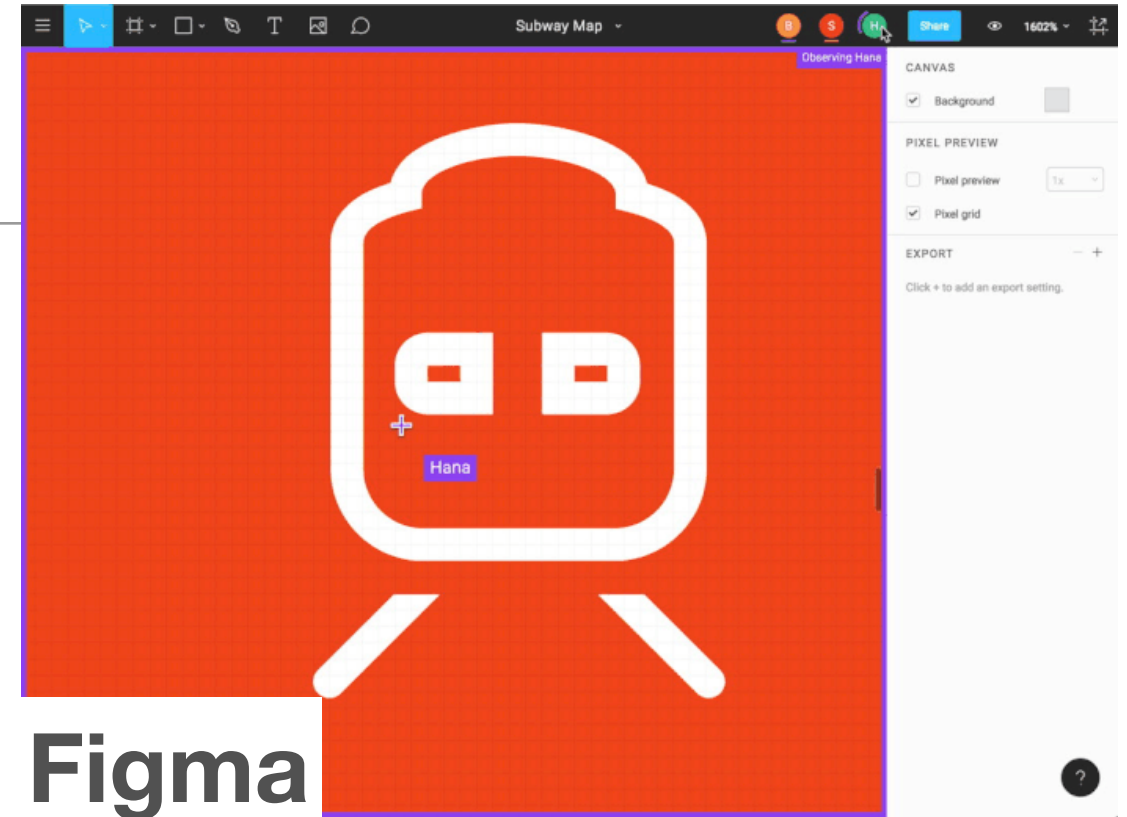 T
Subway Map
B
S
H
Share
1602%
Observing Hana
CANVAS
Background
PIXEL PREVIEW
Pixel preview
1x
Pixel grid
EXPORT
Click + to add an export setting.
Hana
Figma
?